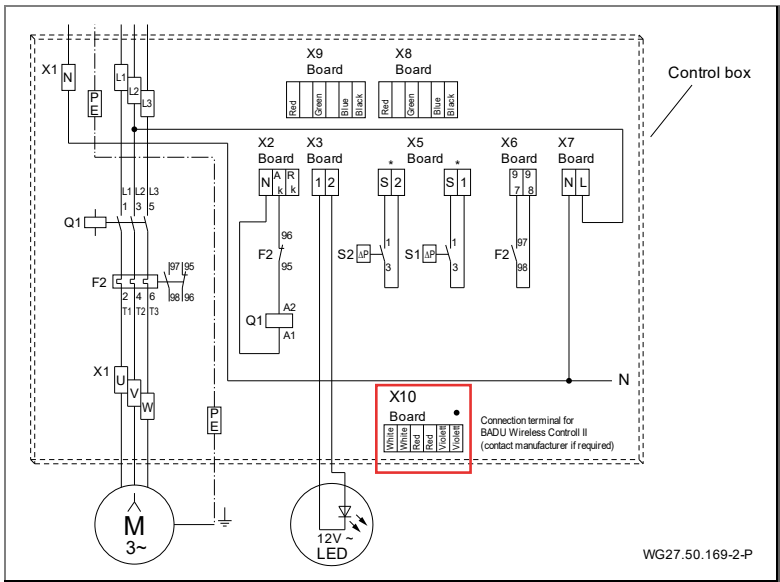 X9
Board
Red
Green
Blue
Black
X8
Board
Red
Green
Blue
Black
Control box
X1
N
L1
L2
L3
PE
X2
Board
N
Ak
Rk
X3
Board
1 2
X5
Board
*
S 2
*
S 1
X6
Board
97
98
X7
Board
N L
L1 L2 L3
1 3 5
Q1
F2
97 95
98 96
2 4 6
T1 T2 T3
96
F2
95
A2
Q1
A1
S2
ΔP
1
3
S1
ΔP
1
3
97
F2
98
N
X1
U
V
W
PE
X10
Board
White
White
Red
Red
Violett
Violett
Connection terminal for
BADU Wireless Controll II
(contact manufacturer if required)
M
3~
12V ~
LED
WG27.50.169-2-P